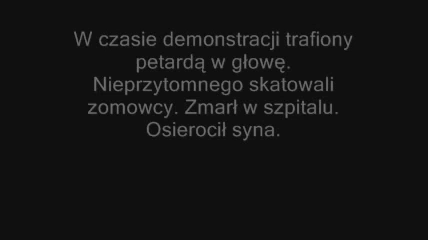 W czasie demonstracji trafiony
petardą w głowę.
Nieprzytomnego skatowali
zomowcy. Zmarł w szpitalu.
Osierocił syna.